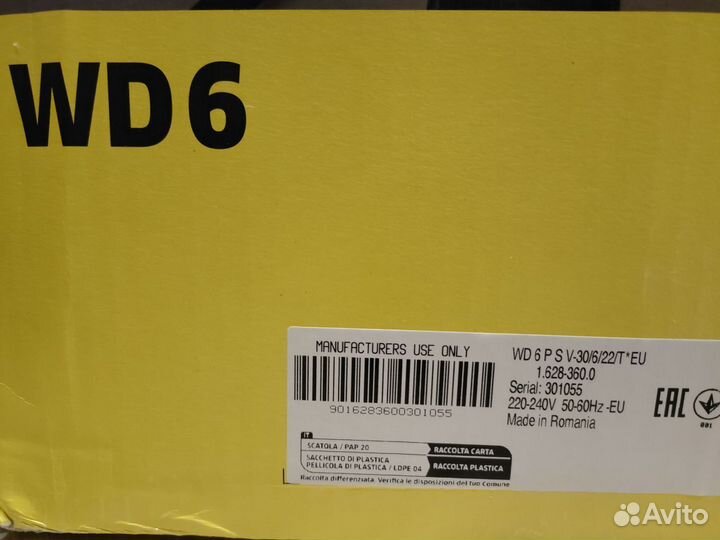 WD 6
MANUFACTURERS USE ONLY
9016283600301055
WD 6 P S V-30/6/22/T*EU
1.628-360.0
Serial: 301055
220-240V 50-60Hz -EU
Made in Romania
EAC
001
IT
SCATOLA / PAP 20
RACCOLTA CARTA
SACCHETTO DI PLASTICA
PELLICOLA DI PLASTICA / LDPE 04
RACCOLTA PLASTICA
Raccolta differenziata. Verifica le disposizioni del tuo Comune
Avito